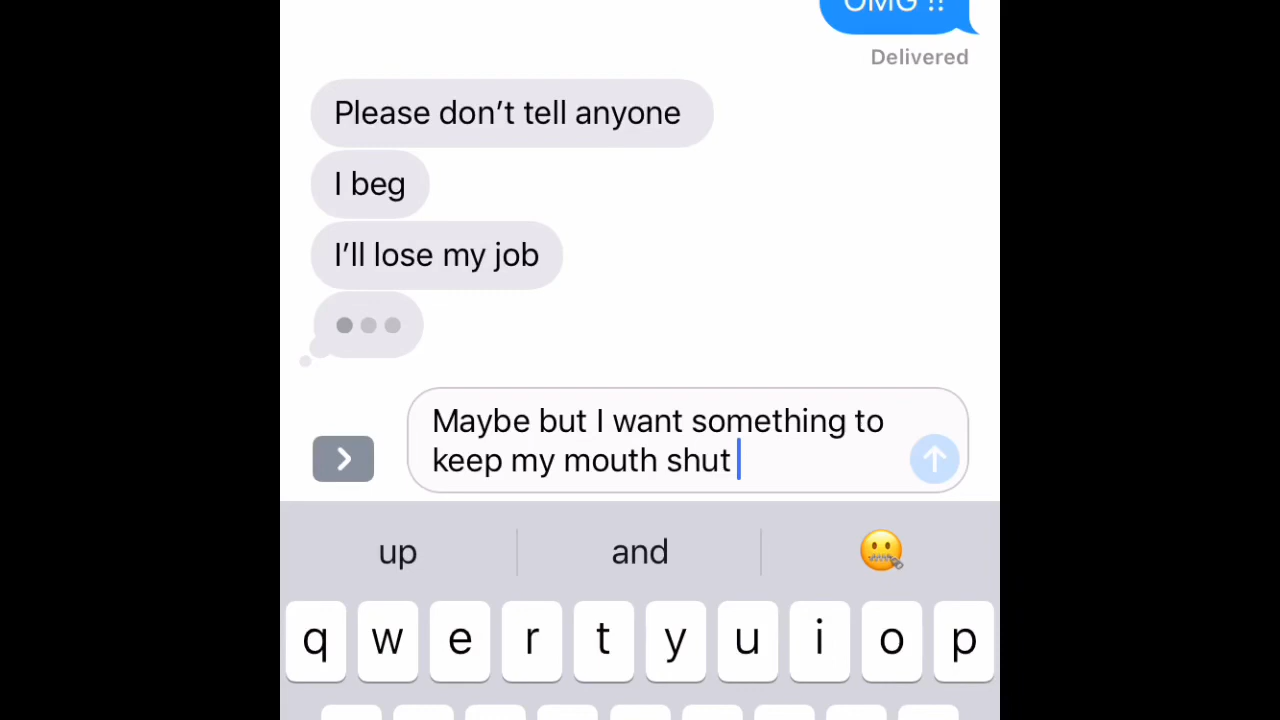 OMG !!
Delivered
Please don’t tell anyone
I beg
I’ll lose my job
Maybe but I want something to
keep my mouth shut
up and
q w e r t y u i o p